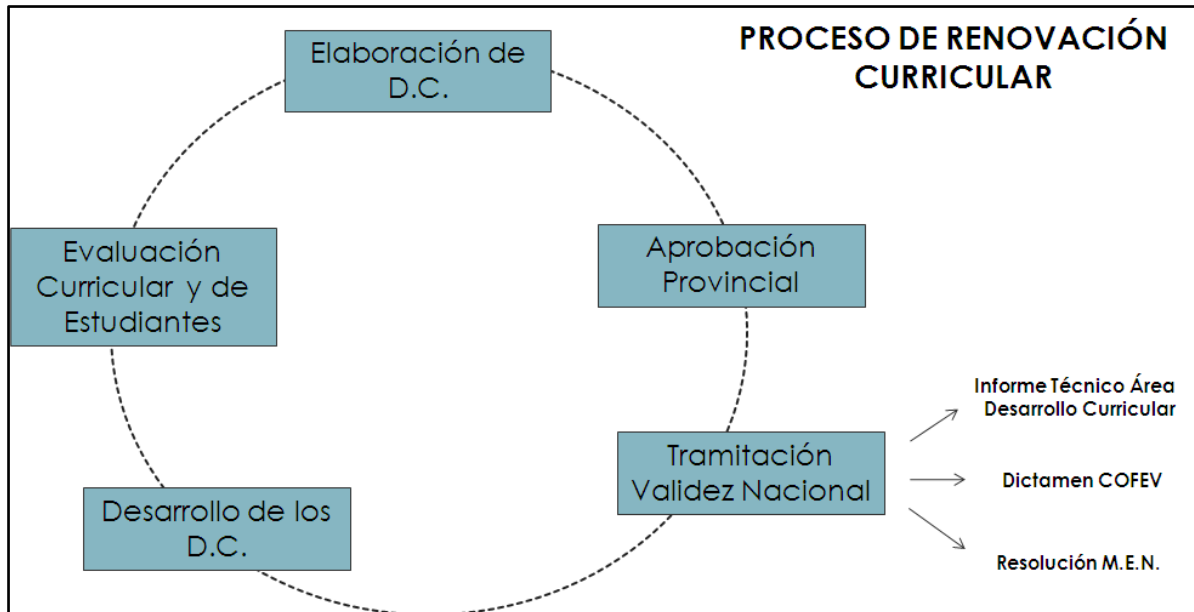 PROCESO DE RENOVACIÓN
CURRICULAR
Elaboración de
D.C.
Aprobación
Provincial
Tramitación
Validez Nacional
Informe Técnico Área
Desarrollo Curricular
Dictamen COFEV
Resolución M.E.N.
Desarrollo de los
D.C.
Evaluación
Curricular y de
Estudiantes